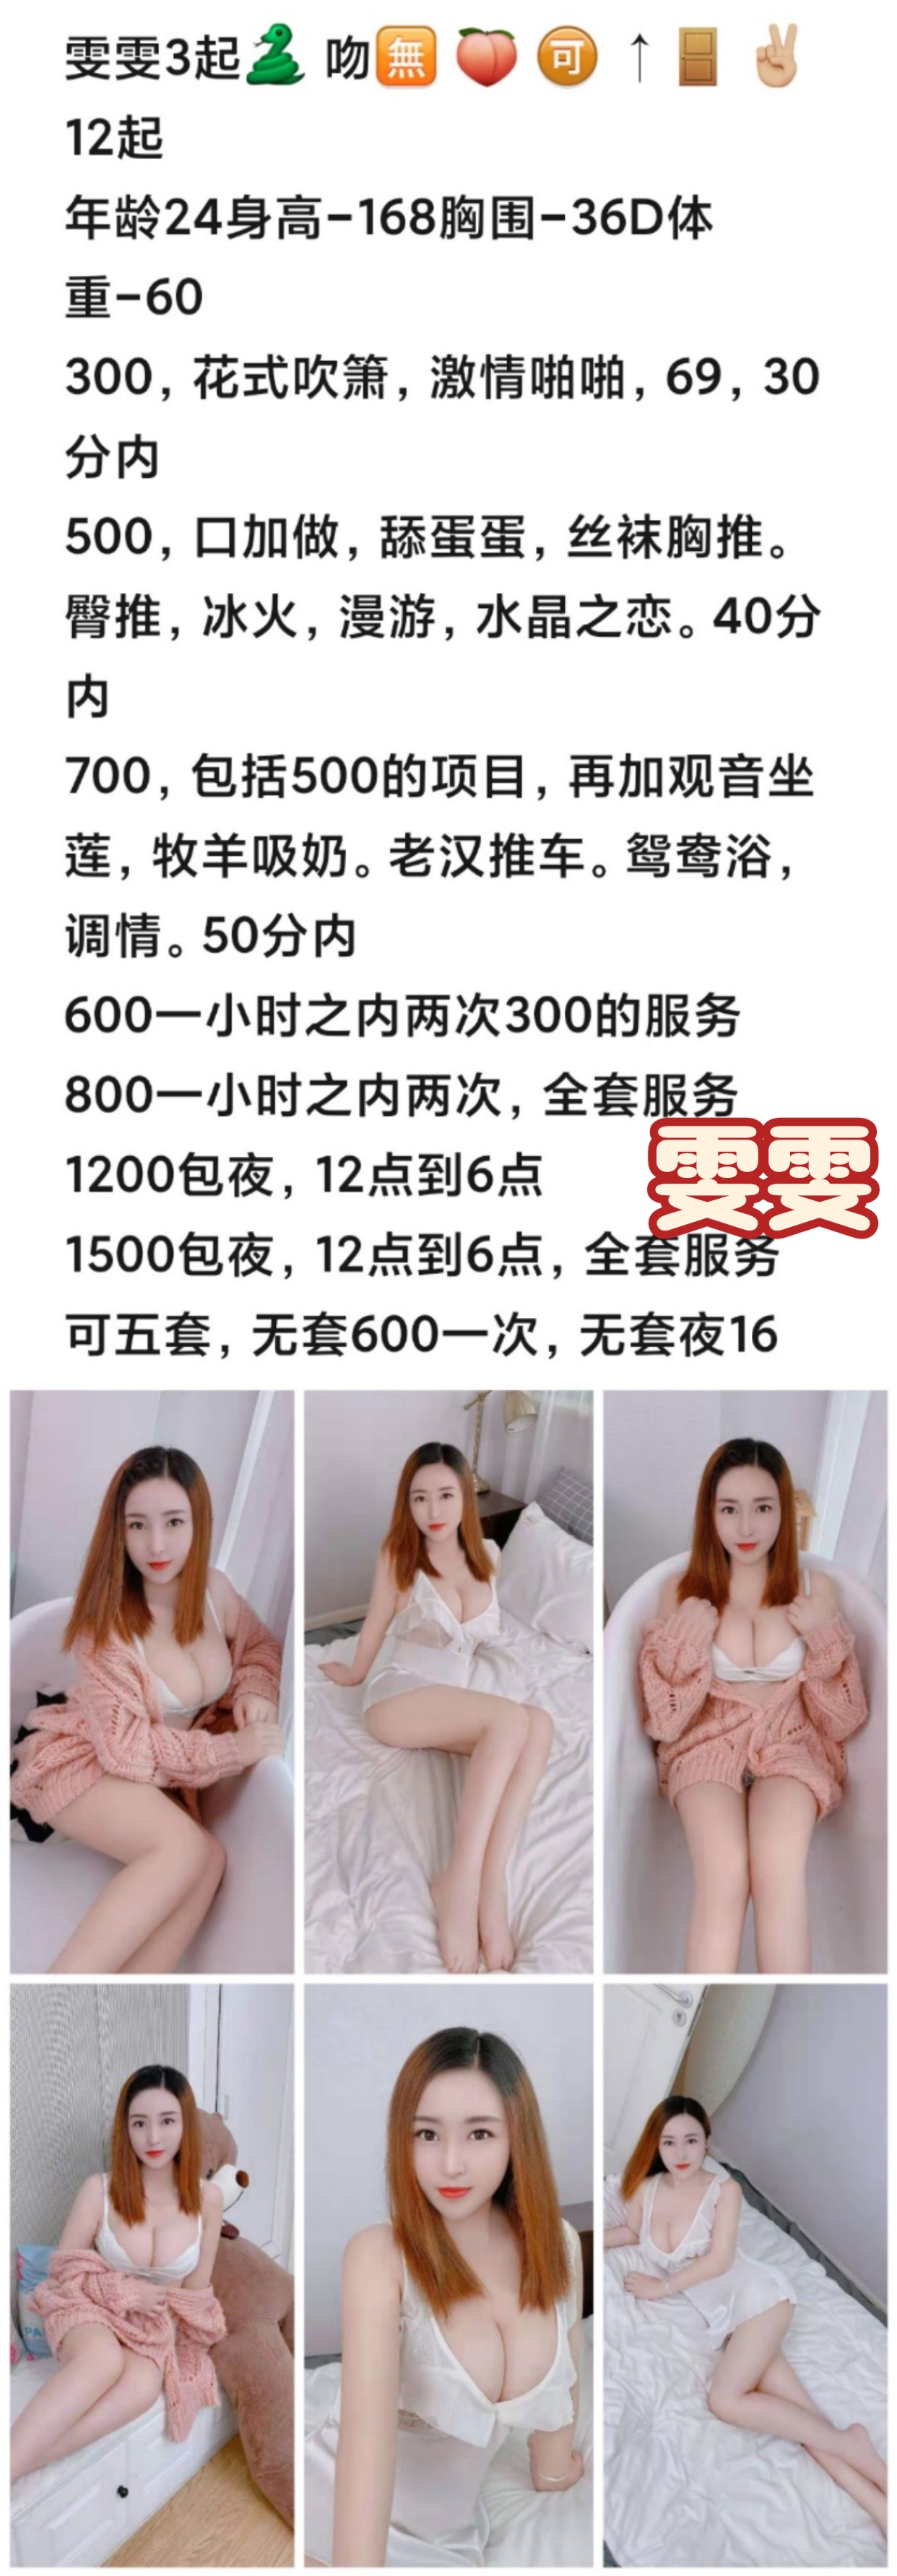 雯雯3起🐍 吻🈚 🍑 🉑 ↑ 🚪 ✌🏼
12起
年龄24身高-168胸围-36D体
重-60
300，花式吹箫，激情啪啪，69，30
分内
500，口加做，舔蛋蛋，丝袜胸推。
臀推，冰火，漫游，水晶之恋。40分
内
700，包括500的项目，再加观音坐
莲，牧羊吸奶。老汉推车。鸳鸯浴，
调情。50分内
600一小时之内两次300的服务
800一小时之内两次，全套服务
1200包夜，12点到6点
雯雯
1500包夜，12点到6点，全套服务
可五套，无套600一次，无套夜16
PA